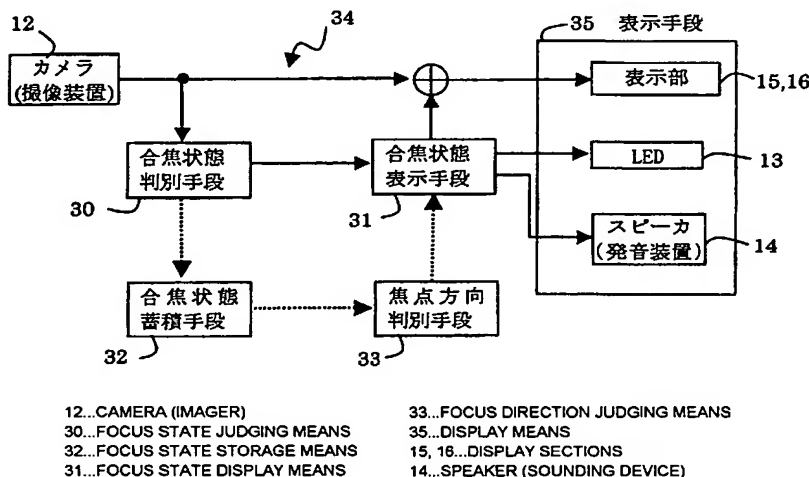 12
カメラ
(撮像装置)
34
35
表示手段
表示部
15,16
合焦状態
判別手段
30
合焦状態
表示手段
31
LED
13
スピーカ
(発音装置)
14
合焦状態
蓄積手段
32
焦点方向
判別手段
33
12...CAMERA (IMAGER)
30...FOCUS STATE JUDGING MEANS
32...FOCUS STATE STORAGE MEANS
31...FOCUS STATE DISPLAY MEANS
33...FOCUS DIRECTION JUDGING MEANS
35...DISPLAY MEANS
15, 16...DISPLAY SECTIONS
14...SPEAKER (SOUNDING DEVICE)